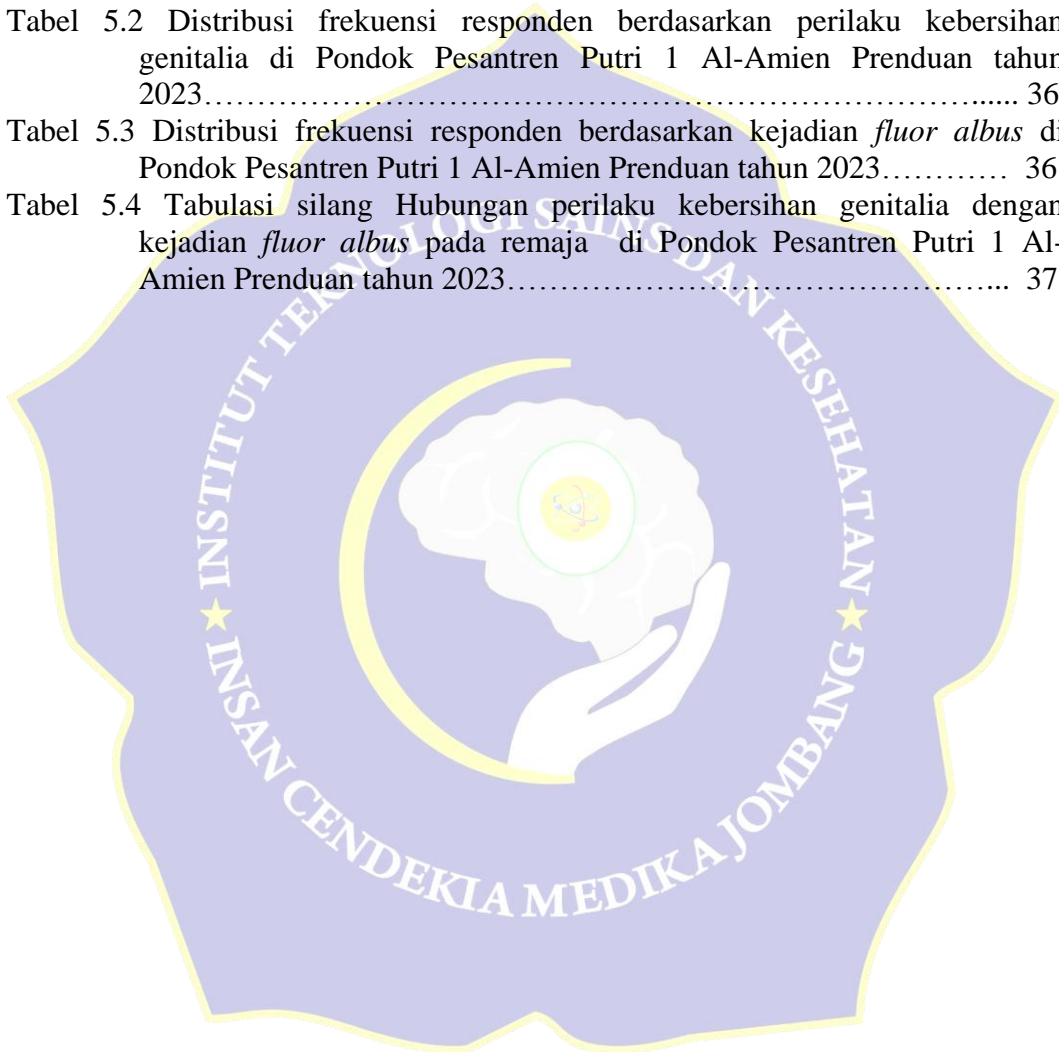 Tabel 5.2 Distribusi frekuensi responden berdasarkan perilaku kebersihan
genitalia di Pondok Pesantren Putri 1 Al-Amien Prenduan tahun
2023………………………………………………………………...... 36
Tabel 5.3 Distribusi frekuensi responden berdasarkan kejadian fluor albus di
Pondok Pesantren Putri 1 Al-Amien Prenduan tahun 2023………… 36
Tabel 5.4 Tabulasi silang Hubungan perilaku kebersihan genitalia dengan
kejadian fluor albus pada remaja di Pondok Pesantren Putri 1 Al-
Amien Prenduan tahun 2023………………………………………... 37
INSTITUT TEKNOLOGI SAINS DAN KESEHATAN
INSAN CENDEKIA MEDIKA JOMBANG